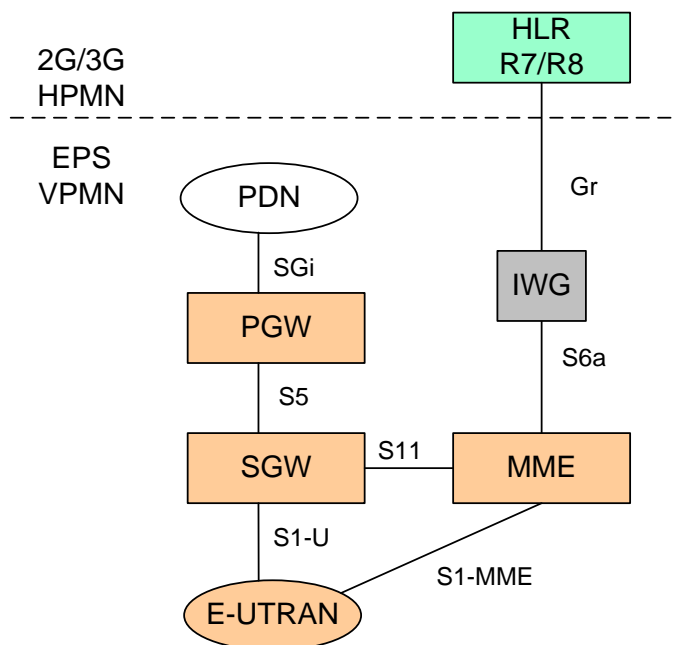 HLR
R7/R8
2G/3G
HPMN
EPS
VPMN
PDN
Gr
SGi
IWG
PGW
S6a
S5
SGW
S11
MME
S1-U
S1-MME
E-UTRAN